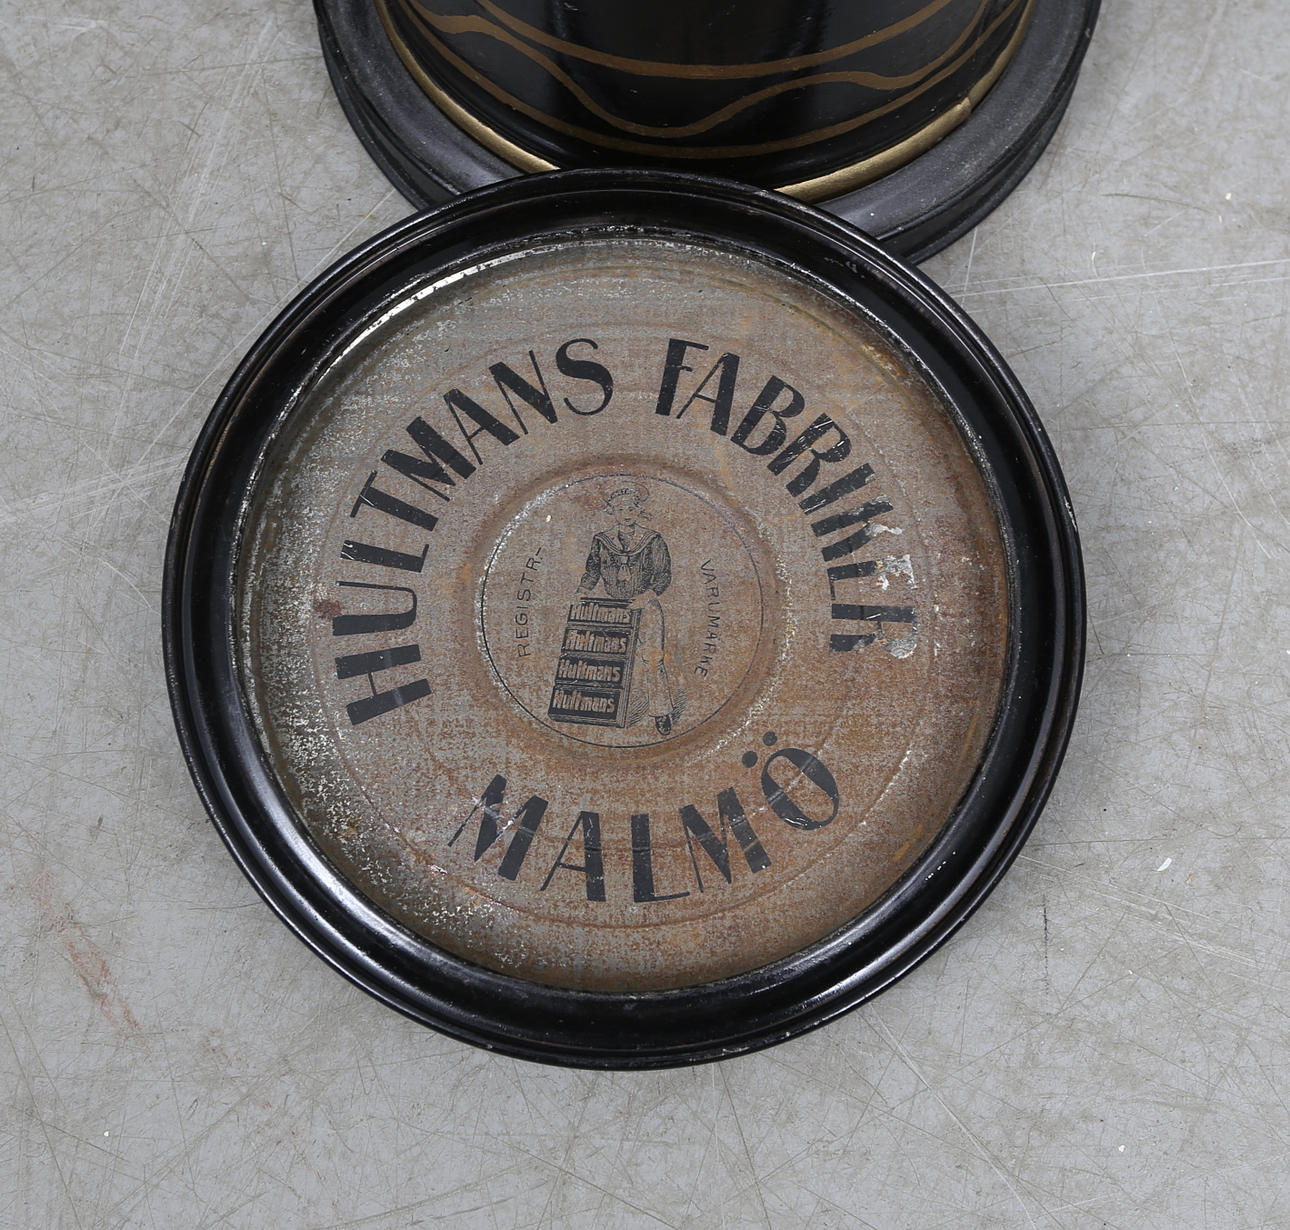 HULTMANS FABRIKER
REGISTR.-
VARUMÄRKE
Hultmans
Hultmans
Hultmans
Hultmans
MALMÖ